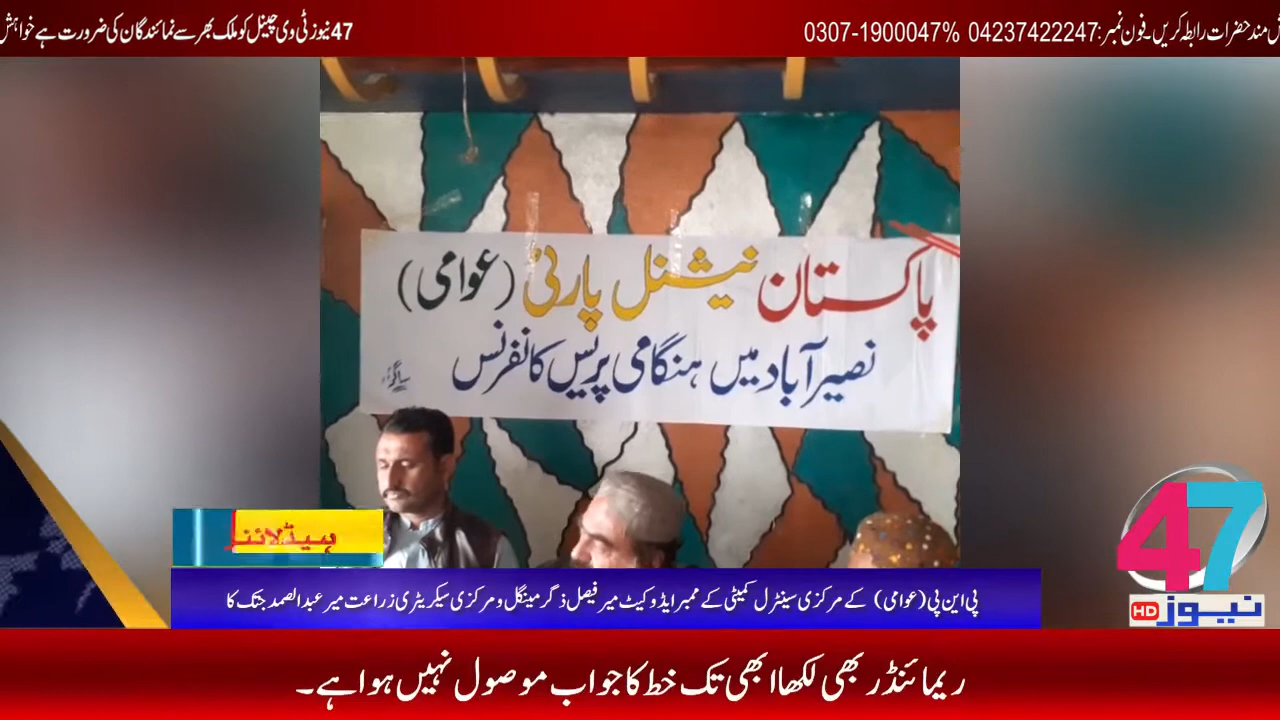 47 نیوز ٹی وی چینل کو ملک بھر سے نمائندگان کی ضرورت ہے خواہش
ش مند حضرات رابطہ کریں۔ فون نمبر: 04237422247 %0307-1900047
پاکستان نیشنل پارٹی (عوامی)
نصیر آباد میں ہنگامی پریس کانفرنس
ہیڈلائنز
پی این پی (عوامی) کے مرکزی سینٹرل کمیٹی کے ممبر ایڈوکیٹ میر فیصل ذگر مینگل و مرکزی سیکریٹری زراعت میر عبدالصمد جتک کا
47
نیوز HD
ریمائنڈر بھی لکھا ابھی تک خط کا جواب موصول نہیں ہوا ہے۔